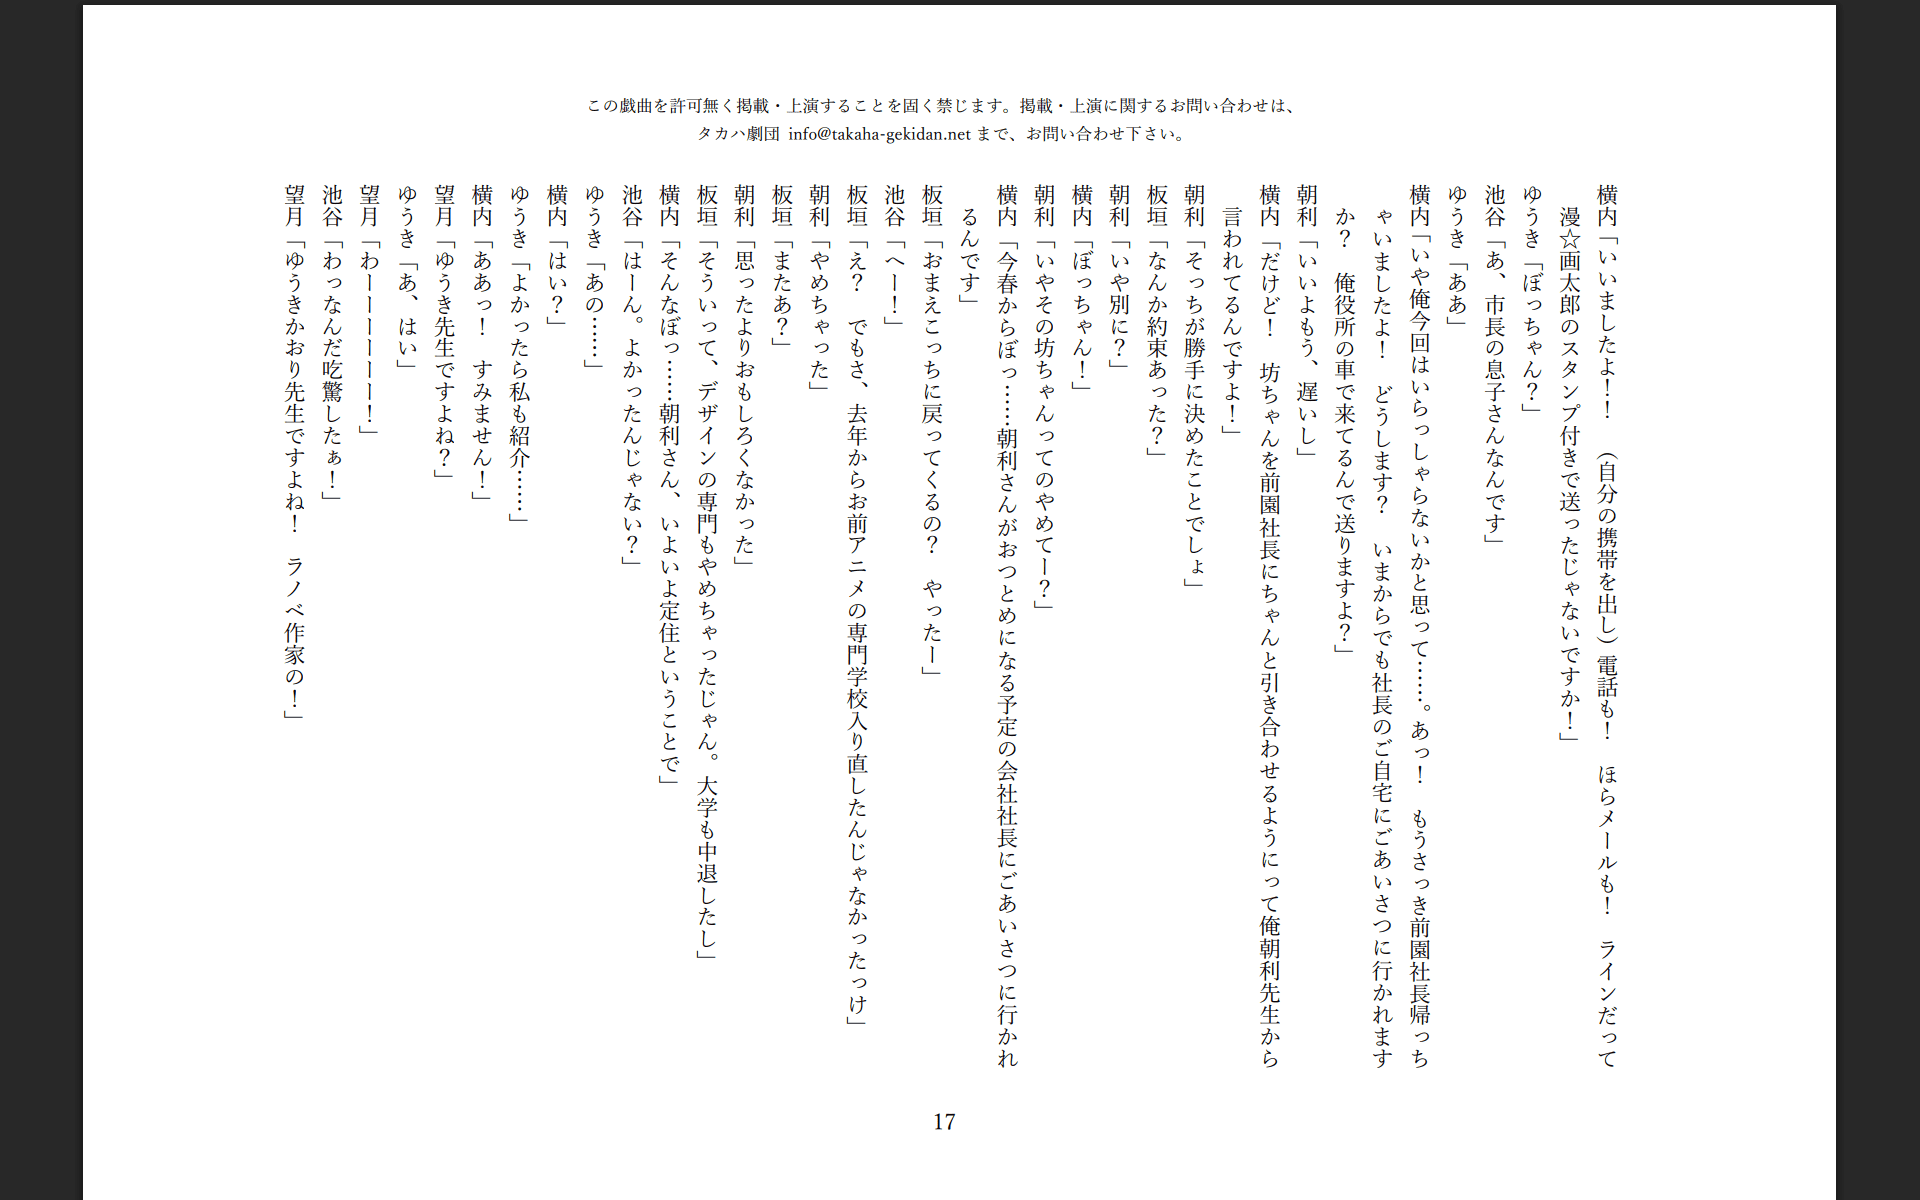 この戯曲を許可無く掲載・上演することを固く禁じます。掲載・上演に関するお問い合わせは、
タカハ劇団 info@takaha-gekidan.net まで、お問い合わせ下さい。
横内「いいましたよ！！　（自分の携帯を出し）電話も！　ほらメールも！　ラインだって
漫☆画太郎のスタンプ付きで送ったじゃないですか！」
ゆうき「ぼっちゃん？」
池谷「あ、市長の息子さんなんです」
ゆうき「ああ」
横内「いや俺今回はいらっしゃらないかと思って……。あっ！　もうさっき前園社長帰っち
ゃいましたよ！　どうします？　いまからでも社長のご自宅にごあいさつに行かれます
か？　俺役所の車で来てるんで送りますよ？」
朝利「いいよもう、遅いし」
横内「だけど！　坊ちゃんを前園社長にちゃんと引き合わせるようにって俺朝利先生から
言われてるんですよ！」
朝利「そっちが勝手に決めたことでしょ」
板垣「なんか約束あった？」
朝利「いや別に？」
横内「ぼっちゃん！」
朝利「いやその坊ちゃんってのやめてー？」
横内「今春からぼっ……朝利さんがおつとめになる予定の会社社長にごあいさつに行かれ
るんです」
板垣「おまえこっちに戻ってくるの？　やったー」
池谷「へー！」
板垣「え？　でもさ、去年からお前アニメの専門学校入り直したんじゃなかったっけ」
朝利「やめちゃった」
板垣「またあ？」
朝利「思ったよりおもしろくなかった」
板垣「そういって、デザインの専門もやめちゃったじゃん。大学も中退したし」
横内「そんなぼっ……朝利さん、いよいよ定住ということで」
池谷「はーん。よかったんじゃない？」
ゆうき「あの……」
横内「はい？」
ゆうき「よかったら私も紹介……」
横内「ああっ！　すみません！」
望月「ゆうき先生ですよね？」
ゆうき「あ、はい」
望月「わーーーーーー！」
池谷「わっなんだ吃驚したぁ！」
望月「ゆうきかおり先生ですよね！　ラノベ作家の！」
17